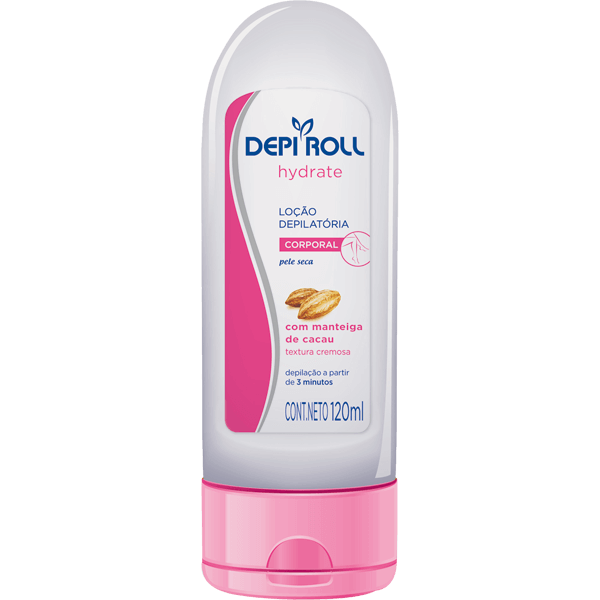 DEPI ROLL
hydrate
LOÇÃO
DEPILATÓRIA
CORPORAL
pele seca
com manteiga
de cacau
textura cremosa
depilação a partir
de 3 minutos
CONT.NETO 120ml